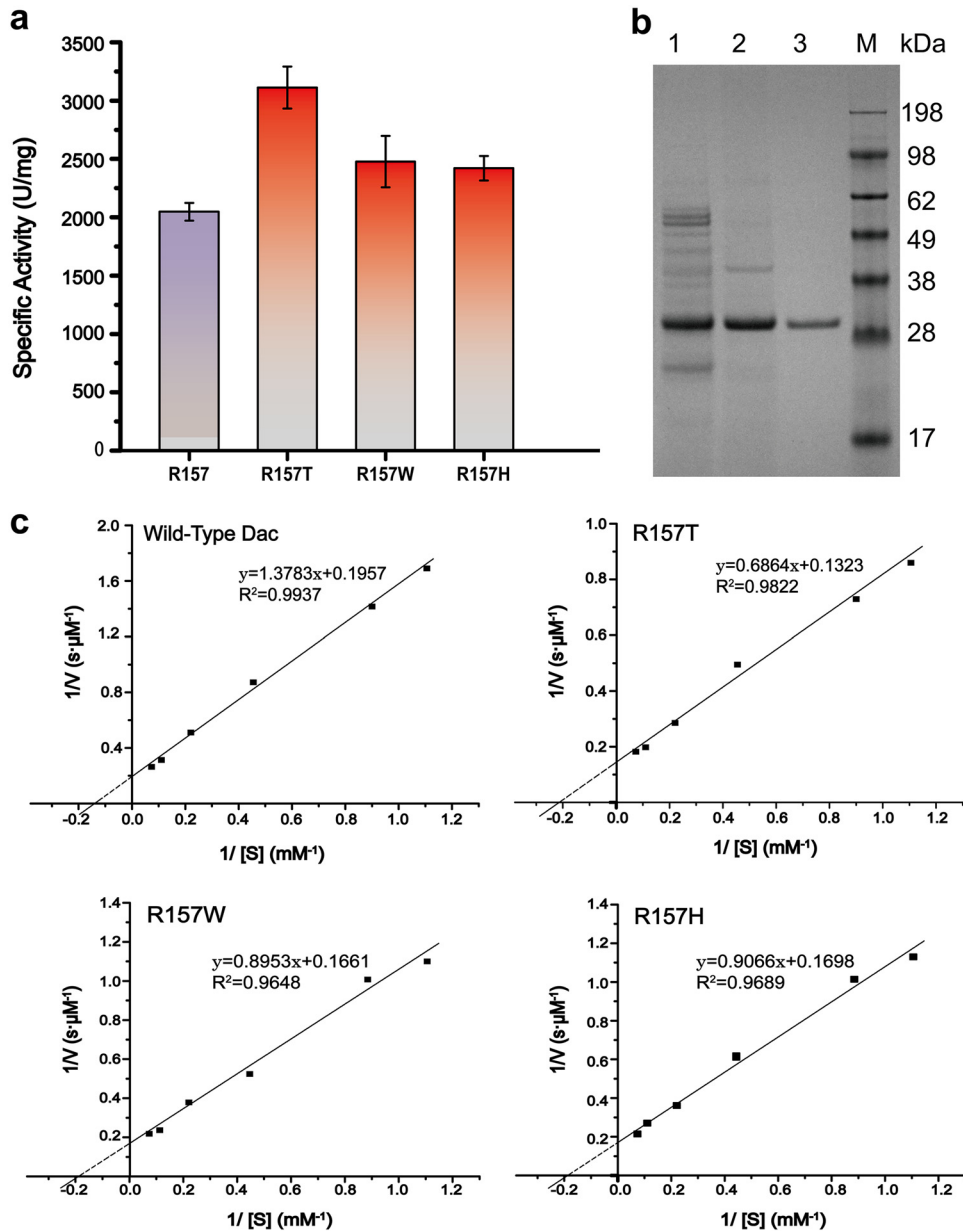 a
3500
3000
2500
2000
1500
1000
500
0
Specific Activity (U/mg)
R157 R157T R157W R157H
b
1 2 3 M kDa
198
98
62
49
38
28
17
c
Wild-Type Dac
y=1.3783x+0.1957
R²=0.9937
2.0
1.6
1.2
0.8
0.4
1/V (s·µM⁻¹)
-0.2 0.0 0.2 0.4 0.6 0.8 1.0 1.2
1/ [S] (mM⁻¹)
R157T
y=0.6864x+0.1323
R²=0.9822
1.0
0.8
0.6
0.4
0.2
1/V (s·µM⁻¹)
-0.2 0.0 0.2 0.4 0.6 0.8 1.0 1.2
1/ [S] (mM⁻¹)
R157W
y=0.8953x+0.1661
R²=0.9648
1.4
1.2
1.0
0.8
0.6
0.4
0.2
1/V (s·µM⁻¹)
-0.2 0.0 0.2 0.4 0.6 0.8 1.0 1.2
1/ [S] (mM⁻¹)
R157H
y=0.9066x+0.1698
R²=0.9689
1.4
1.2
1.0
0.8
0.6
0.4
0.2
1/V (s·µM⁻¹)
-0.2 0.0 0.2 0.4 0.6 0.8 1.0 1.2
1/ [S] (mM⁻¹)